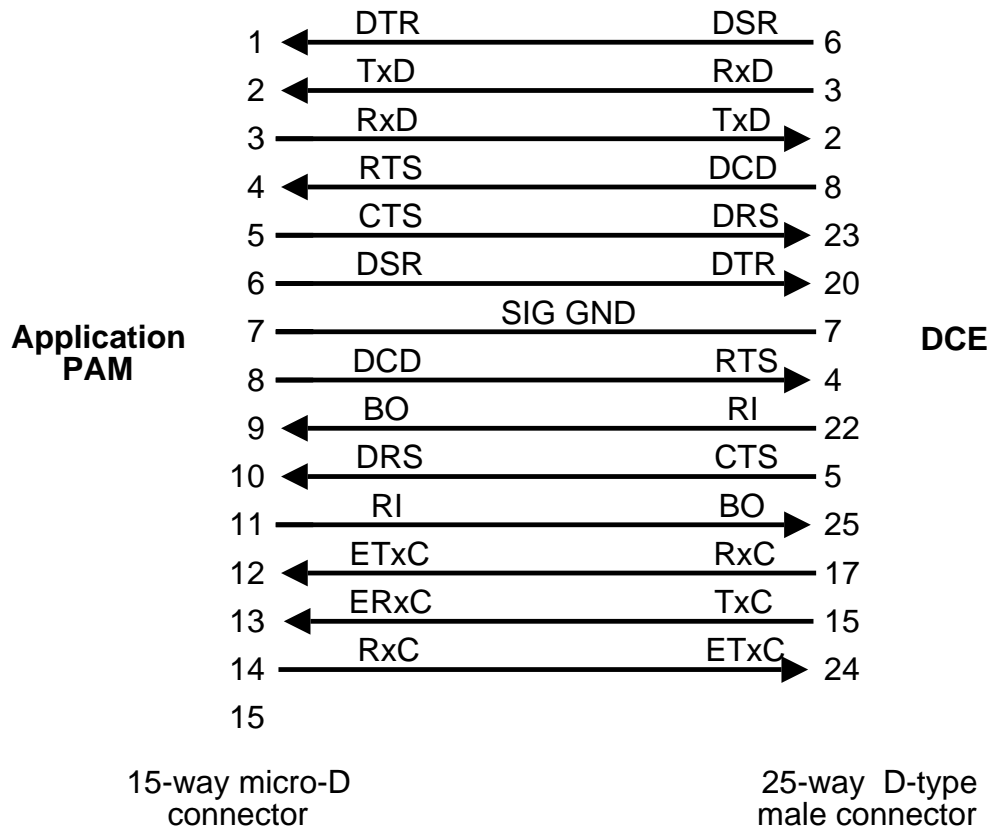 DTR DSR
1 6
TxD RxD
2 3
RxD TxD
3 2
RTS DCD
4 8
CTS DRS
5 23
DSR DTR
6 20
SIG GND
7 7
Application
PAM
DCE
DCD RTS
8 4
BO RI
9 22
DRS CTS
10 5
RI BO
11 25
ETxC RxC
12 17
ERxC TxC
13 15
RxC ETxC
14 24
15
15-way micro-D
connector
25-way D-type
male connector